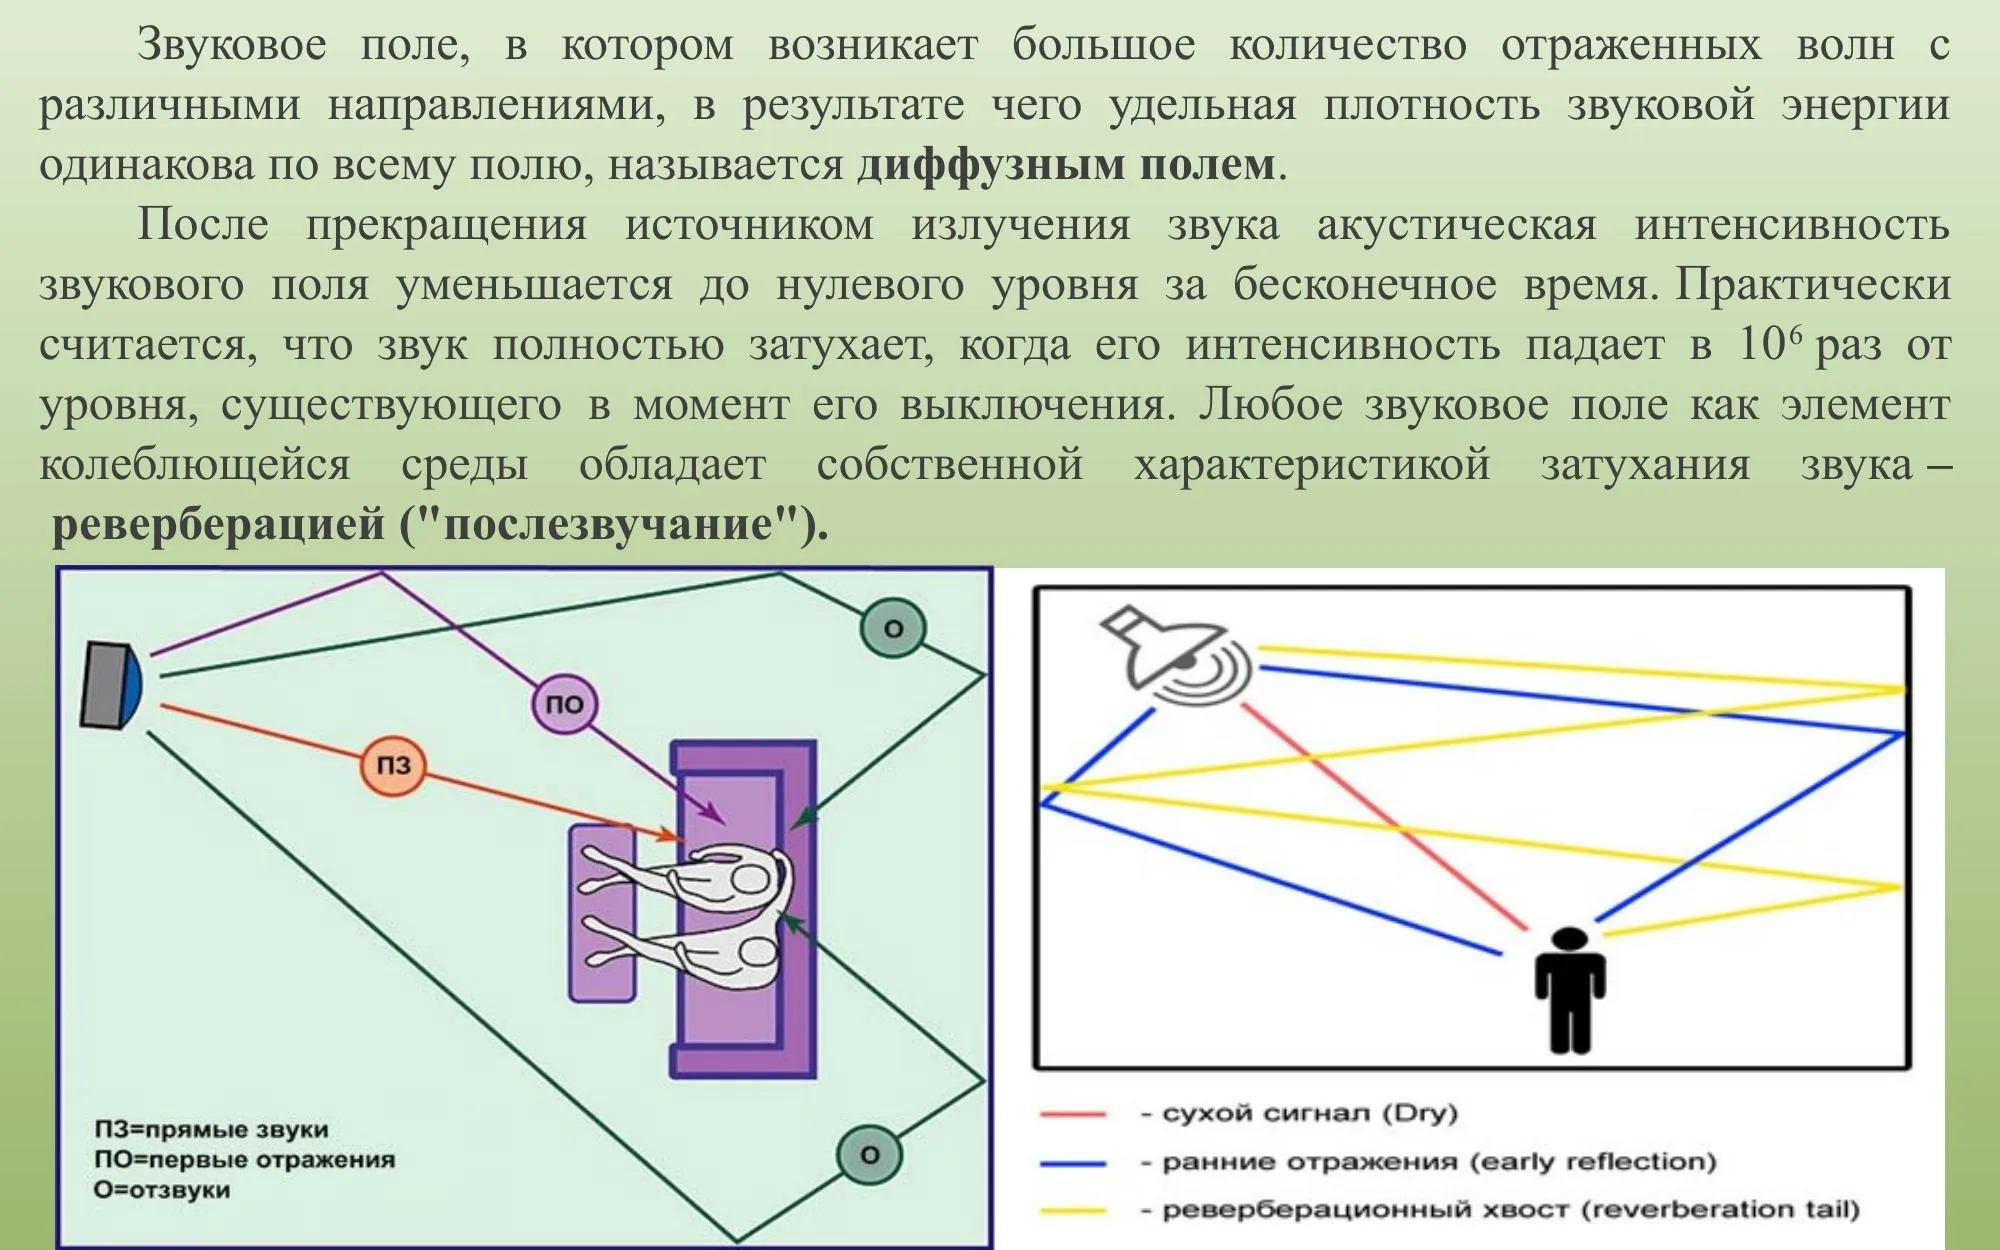 Звуковое поле, в котором возникает большое количество отраженных волн с
различными направлениями, в результате чего удельная плотность звуковой энергии
одинакова по всему полю, называется диффузным полем.
После прекращения источником излучения звука акустическая интенсивность
звукового поля уменьшается до нулевого уровня за бесконечное время. Практически
считается, что звук полностью затухает, когда его интенсивность падает в 10⁶ раз от
уровня, существующего в момент его выключения. Любое звуковое поле как элемент
колеблющейся среды обладает собственной характеристикой затухания звука –
реверберацией ("послезвучание").
О
ПО
ПЗ
О
ПЗ=прямые звуки
ПО=первые отражения
О=отзвуки
- сухой сигнал (Dry)
- ранние отражения (early reflection)
- реверберационный хвост (reverberation tail)